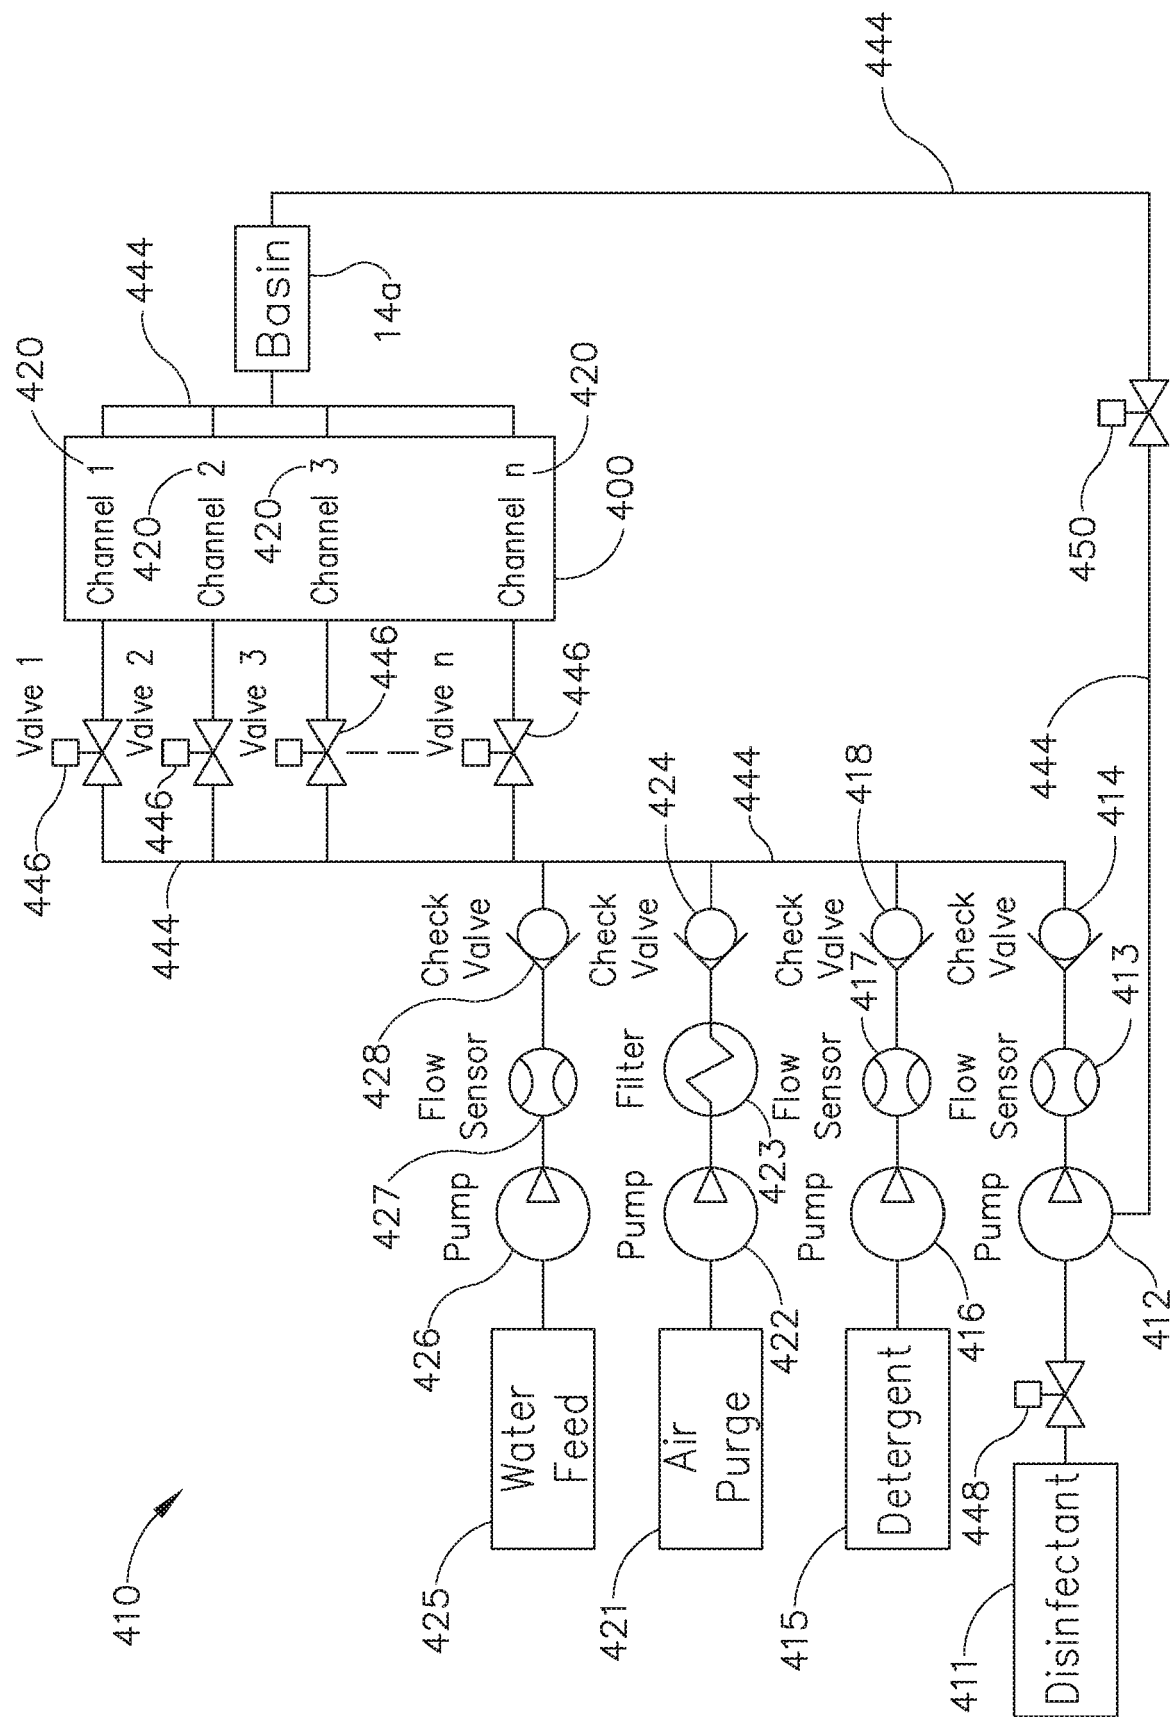 410
Water
Feed
425
426
Pump
427
Flow
Sensor
428
Check
Valve
Air
Purge
421
422
Pump
423
Filter
Check
Valve
424
Detergent
415
416
Pump
417
Flow
Sensor
Check
Valve
418
Disinfectant
411
448
412
Pump
Flow
Sensor
413
Check
Valve
414
444
444
444
444
444
450
446
Valve 1
446
Valve 2
Valve 3
446
Valve n
446
Channel 1
420
Channel 2
420
Channel 3
420
Channel n
420
400
Basin
14a